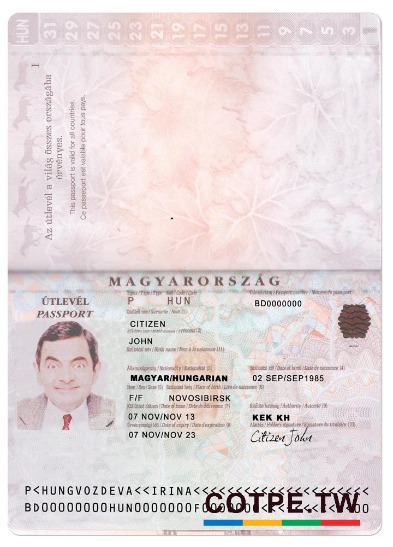 HUN 31 29 27 25 23 21 19 17 15 13 11 9 7 5 3 1
1
Az útlevél a világ összes országába
érvényes.
This passport is valid for all countries.
Ce passeport est valable pour tous pays.
MAGYARORSZÁG
ÚTLEVÉL
PASSPORT
P HUN BD0000000
CITIZEN
JOHN
MAGYAR/HUNGARIAN 02 SEP/SEP1985
F/F NOVOSIBIRSK
07 NOV/NOV 13 KEK KH
07 NOV/NOV 23 Citizen John
P<HUNGVOZDEVA<<IRINA<<<<<<<<<<<<<<<<<<<<
COTPE.TW